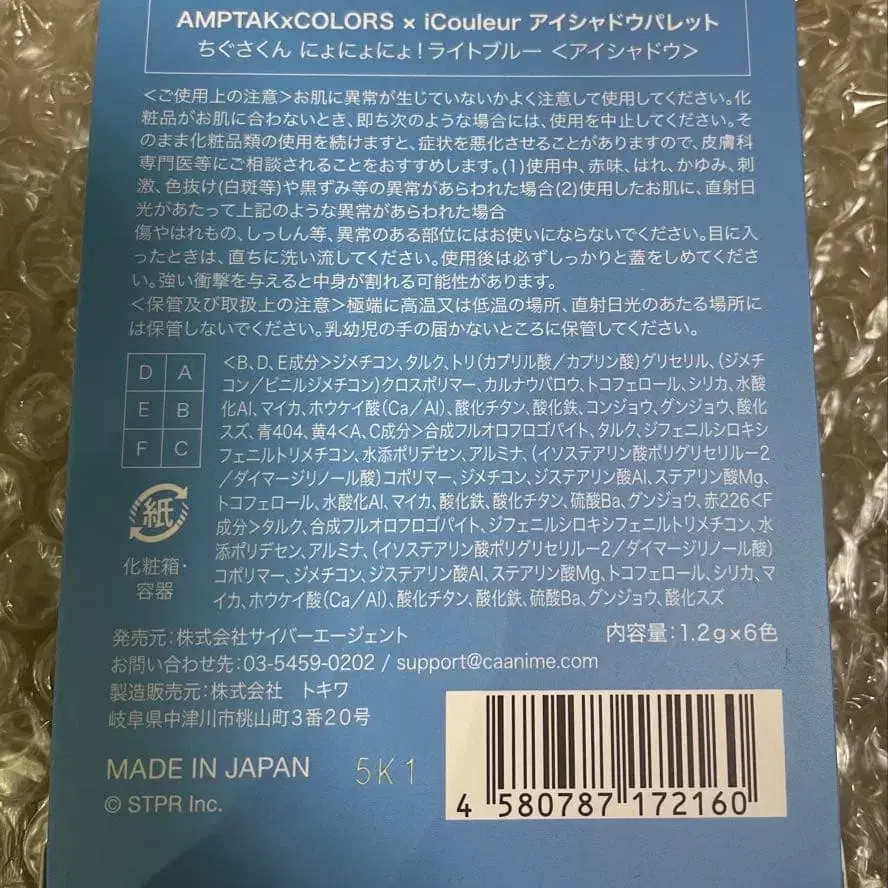 AMPTAKxCOLORS × iCouleur アイシャドウパレット
ちぐさくん にょにょにょ！ライトブルー ＜アイシャドウ＞
＜ご使用上の注意＞お肌に異常が生じていないかよく注意して使用してください。化
粧品がお肌に合わないとき、即ち次のような場合には、使用を中止してください。そ
のまま化粧品類の使用を続けますと、症状を悪化させることがありますので、皮膚科
専門医等にご相談されることをおすすめします。(1)使用中、赤味、はれ、かゆみ、刺
激、色抜け(白斑等)や黒ずみ等の異常があらわれた場合(2)使用したお肌に、直射日
光があたって上記のような異常があらわれた場合
傷やはれもの、しっしん等、異常のある部位にはお使いにならないでください。目に入
ったときは、直ちに洗い流してください。使用後は必ずしっかりと蓋をしめてくださ
い。強い衝撃を与えると中身が割れる可能性があります。
＜保管及び取扱上の注意＞極端に高温又は低温の場所、直射日光のあたる場所に
は保管しないでください。乳幼児の手の届かないところに保管してください。
D A
E B
F C
＜B、D、E成分＞ジメチコン、タルク、トリ(カプリル酸／カプリン酸)グリセリル、(ジメチ
コン／ビニルジメチコン)クロスポリマー、カルナウバロウ、トコフェロール、シリカ、水酸
化Al、マイカ、ホウケイ酸(Ca／Al)、酸化チタン、酸化鉄、コンジョウ、グンジョウ、酸化
スズ、青404、黄4＜A、C成分＞合成フルオロフロゴパイト、タルク、ジフェニルシロキシ
フェニルトリメチコン、水添ポリデセン、アルミナ、(イソステアリン酸ポリグリセリル－2
／ダイマージリノール酸)コポリマー、ジメチコン、ジステアリン酸Al、ステアリン酸Mg、
トコフェロール、水酸化Al、マイカ、酸化鉄、酸化チタン、硫酸Ba、グンジョウ、赤226＜F
成分＞タルク、合成フルオロフロゴパイト、ジフェニルシロキシフェニルトリメチコン、水
添ポリデセン、アルミナ、(イソステアリン酸ポリグリセリル－2／ダイマージリノール酸)
コポリマー、ジメチコン、ジステアリン酸Al、ステアリン酸Mg、トコフェロール、シリカ、マ
イカ、ホウケイ酸(Ca／Al)、酸化チタン、酸化鉄、硫酸Ba、グンジョウ、酸化スズ
紙
化粧箱・
容器
発売元：株式会社サイバーエージェント
内容量：1.2g×6色
お問い合わせ先：03-5459-0202 / support@caanime.com
製造販売元：株式会社 トキワ
岐阜県中津川市桃山町3番20号
MADE IN JAPAN 5K1
© STPR Inc.
4 580787 172160